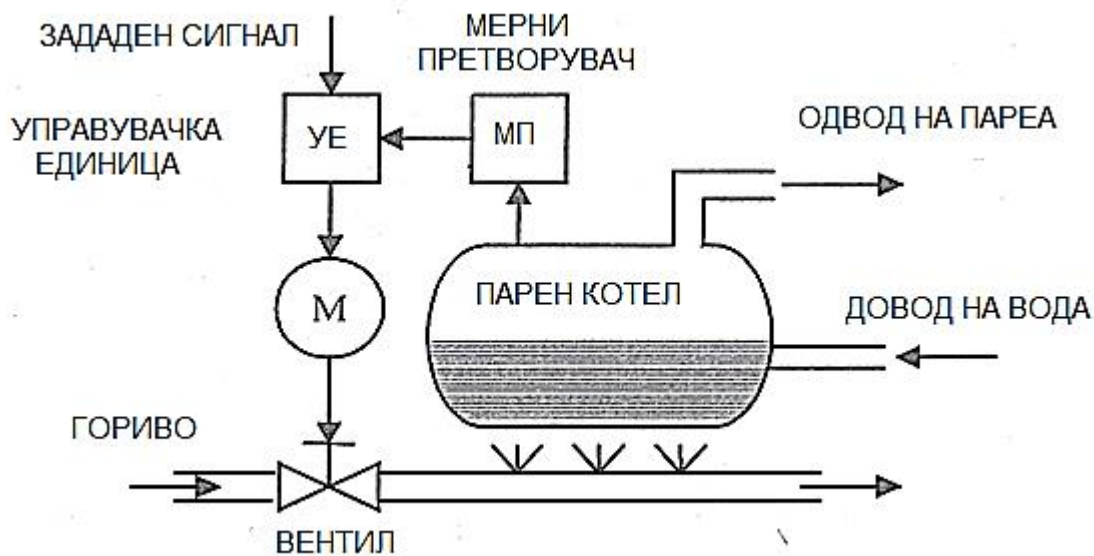 ЗАДАДЕН СИГНАЛ
МЕРНИ
ПРЕТВОРУВАЧ
УПРАВУВАЧКА
ЕДИНИЦА
УЕ
МП
ОДВОД НА ПАРЕА
М
ПАРЕН КОТЕЛ
ДОВОД НА ВОДА
ГОРИВО
ВЕНТИЛ